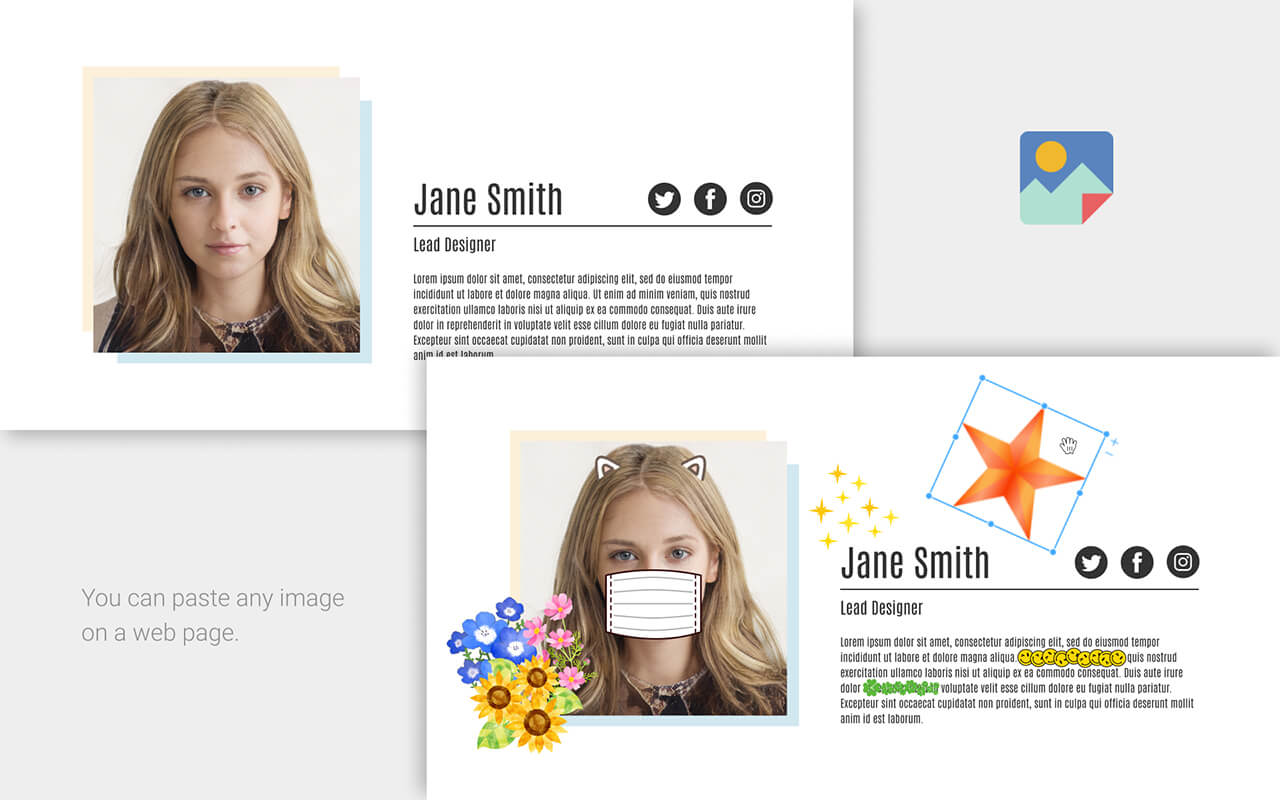 Jane Smith
Lead Designer
Lorem ipsum dolor sit amet, consectetur adipiscing elit, sed do eiusmod tempor
incididunt ut labore et dolore magna aliqua. Ut enim ad minim veniam, quis nostrud
exercitation ullamco laboris nisi ut aliquip ex ea commodo consequat. Duis aute irure
dolor in reprehenderit in voluptate velit esse cillum dolore eu fugiat nulla pariatur.
Excepteur sint occaecat cupidatat non proident, sunt in culpa qui officia deserunt mollit
anim id est laborum.
You can paste any image
on a web page.
Jane Smith
Lead Designer
Lorem ipsum dolor sit amet, consectetur adipiscing elit, sed do eiusmod tempor
incididunt ut labore et dolore magna aliqua. quis nostrud
exercitation ullamco laboris nisi ut aliquip ex ea commodo consequat. Duis aute irure
dolor voluptate velit esse cillum dolore eu fugiat nulla pariatur.
Excepteur sint occaecat cupidatat non proident, sunt in culpa qui officia deserunt mollit
anim id est laborum.